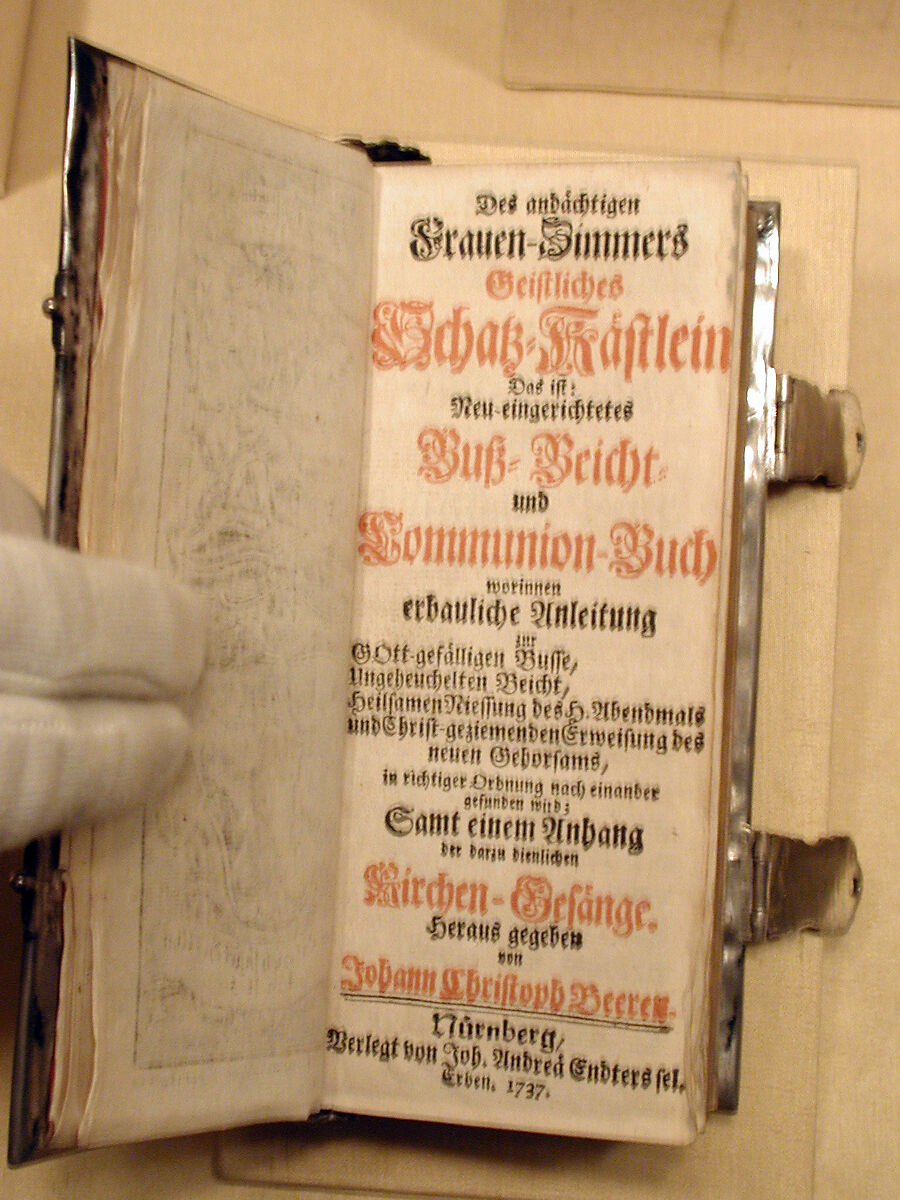 Des andächtigen
Frauen-Zimmers
Geistliches
Schatz-Kästlein
Das ist:
Neu-eingerichtetes
Buß- Beicht-
und
Communion-Buch
worinnen
erbauliche Anleitung
zur
GOtt-gefälligen Busse,
Ungeheuchelten Beicht,
Heilsamen Niessung des H. Abendmals
und Christ-geziemenden Erweisung des
neuen Gehorsams,
in richtiger Ordnung nach einander
gefunden wird:
Samt einem Anhang
der darzu dienlichen
Kirchen-Gesänge.
Heraus gegeben
von
Johann Christoph Beeren.
Nürnberg,
Verlegt von Joh. Andreä Endters sel.
Erben. 1737.